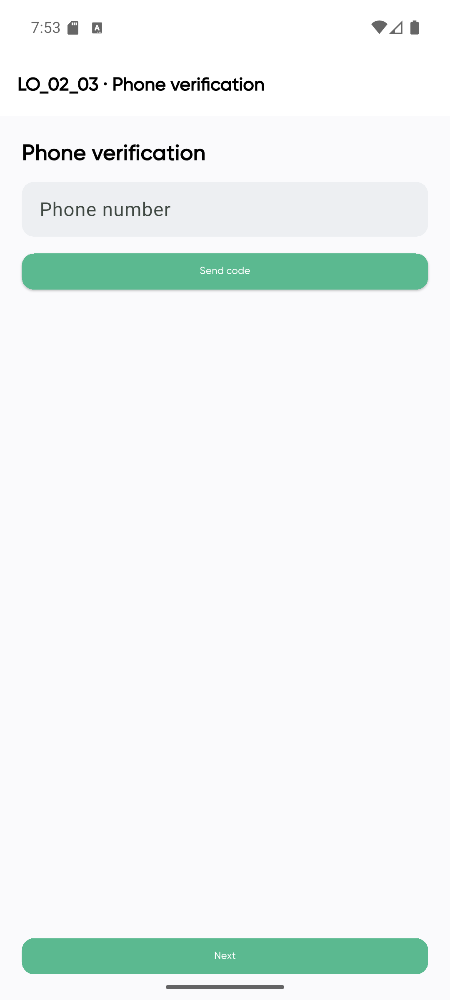 7:53
LO_02_03 · Phone verification
Phone verification
Phone number
Send code
Next